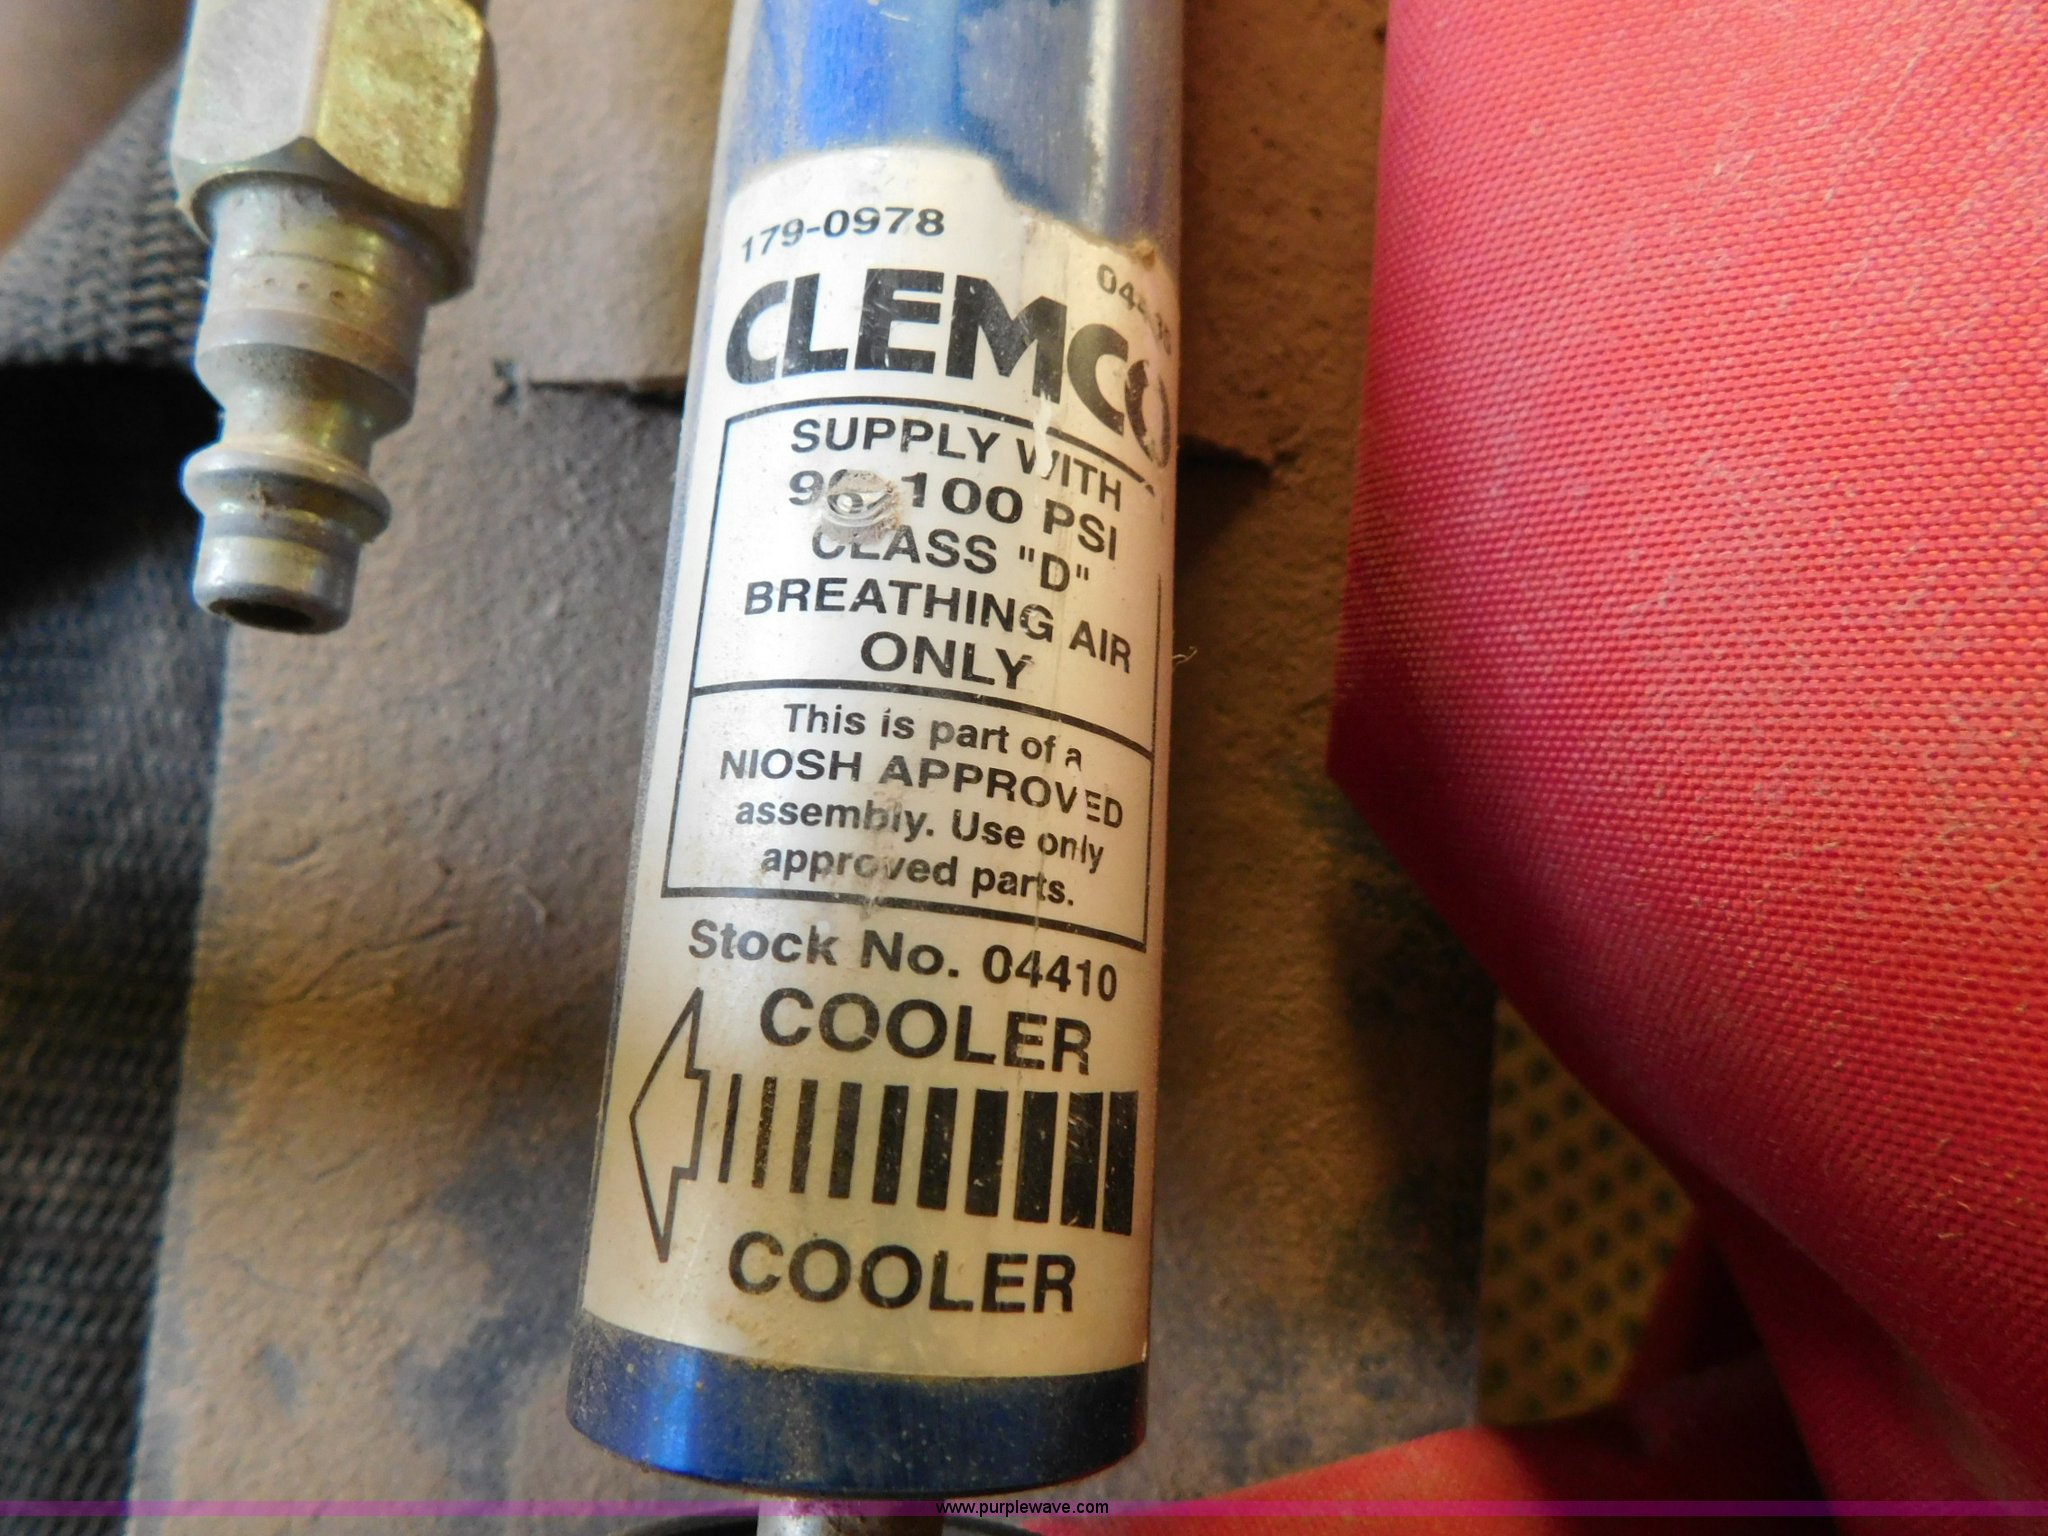 179-0978
CLEMCO
SUPPLY WITH
100 PSI
CLASS "D"
BREATHING AIR
ONLY
This is part of a
NIOSH APPROVED
assembly. Use only
approved parts.
Stock No. 04410
COOLER
COOLER
www.purplewave.com